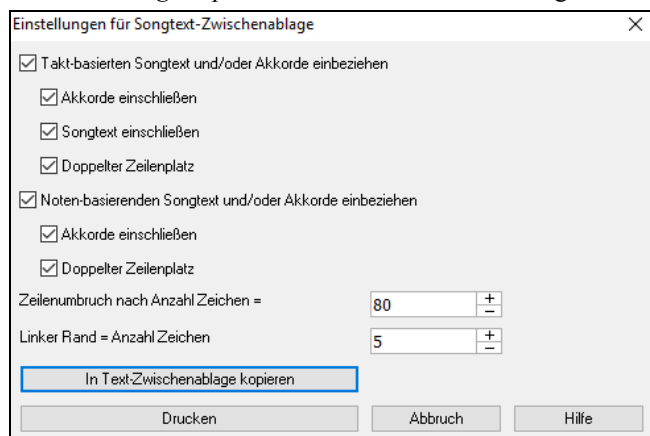 Einstellungen für Songtext-Zwischenablage
Takt-basierten Songtext und/oder Akkorde einbeziehen
Akkorde einschließen
Songtext einschließen
Doppelter Zeilenplatz
Noten-basierenden Songtext und/oder Akkorde einbeziehen
Akkorde einschließen
Doppelter Zeilenplatz
Zeilenumbruch nach Anzahl Zeichen = 80
Linker Rand = Anzahl Zeichen 5
In Text-Zwischenablage kopieren
Drucken Abbruch Hilfe